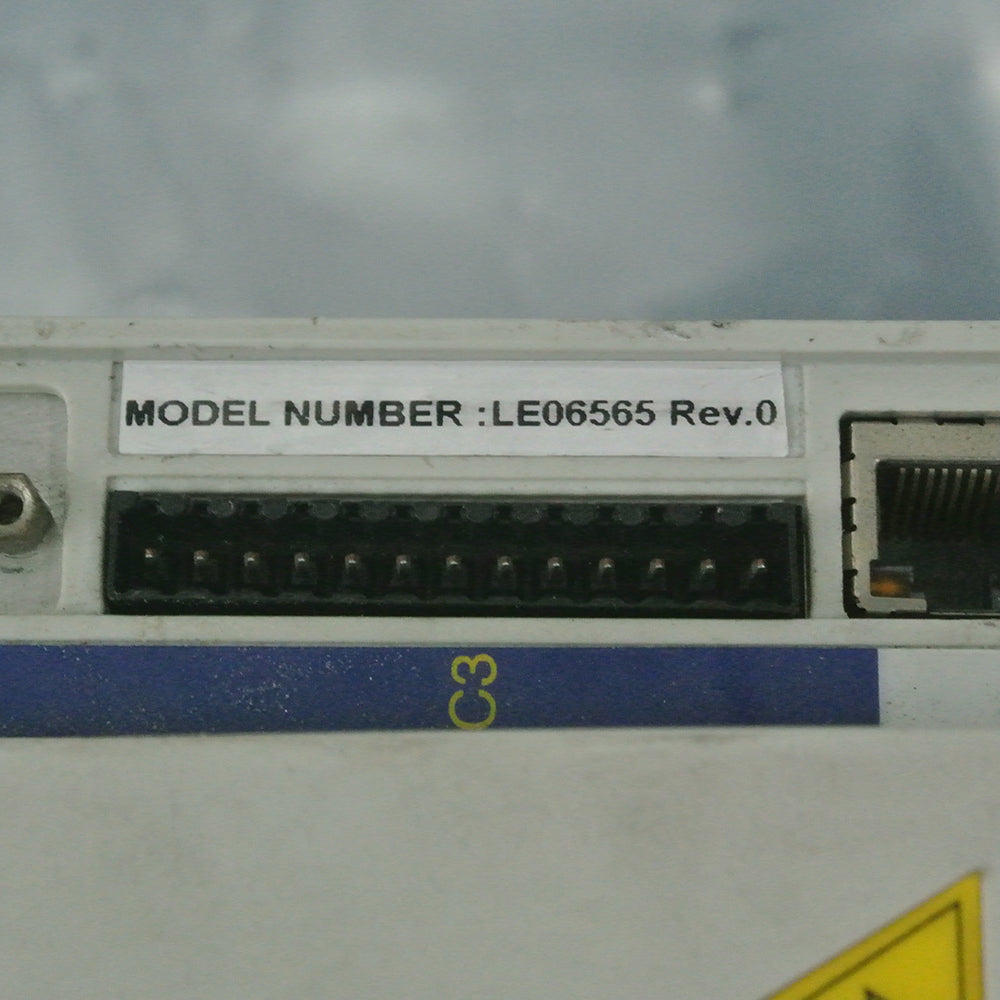 MODEL NUMBER :LE06565 Rev.0
C3